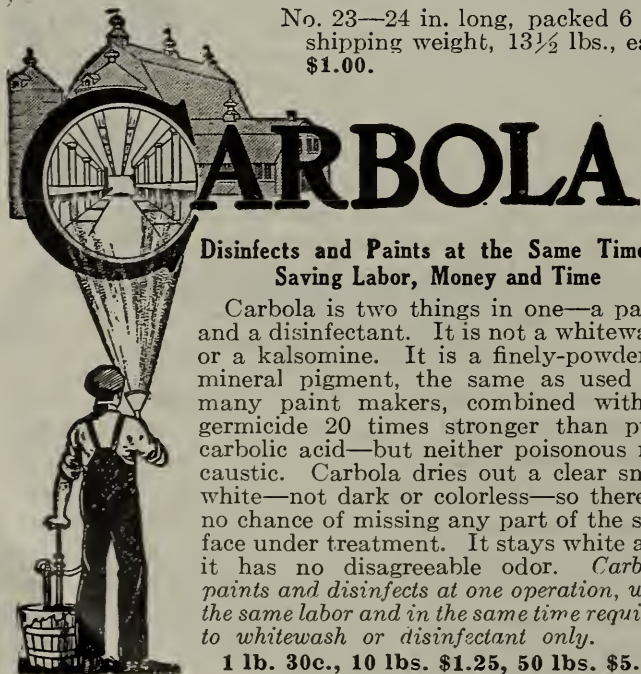 No. 23—24 in. long, packed 6
shipping weight, 13½ lbs., ea
$1.00.
CARBOLA
Disinfects and Paints at the Same Time
Saving Labor, Money and Time
Carbola is two things in one—a pa
and a disinfectant. It is not a whitewa
or a kalsomine. It is a finely-powder
mineral pigment, the same as used
many paint makers, combined with
germicide 20 times stronger than p
carbolic acid—but neither poisonous n
caustic. Carbola dries out a clear sn
white—not dark or colorless—so there
no chance of missing any part of the s
face under treatment. It stays white a
it has no disagreeable odor. Carb
paints and disinfects at one operation, w
the same labor and in the same time requi
to whitewash or disinfectant only.
1 lb. 30c., 10 lbs. $1.25, 50 lbs. $5.